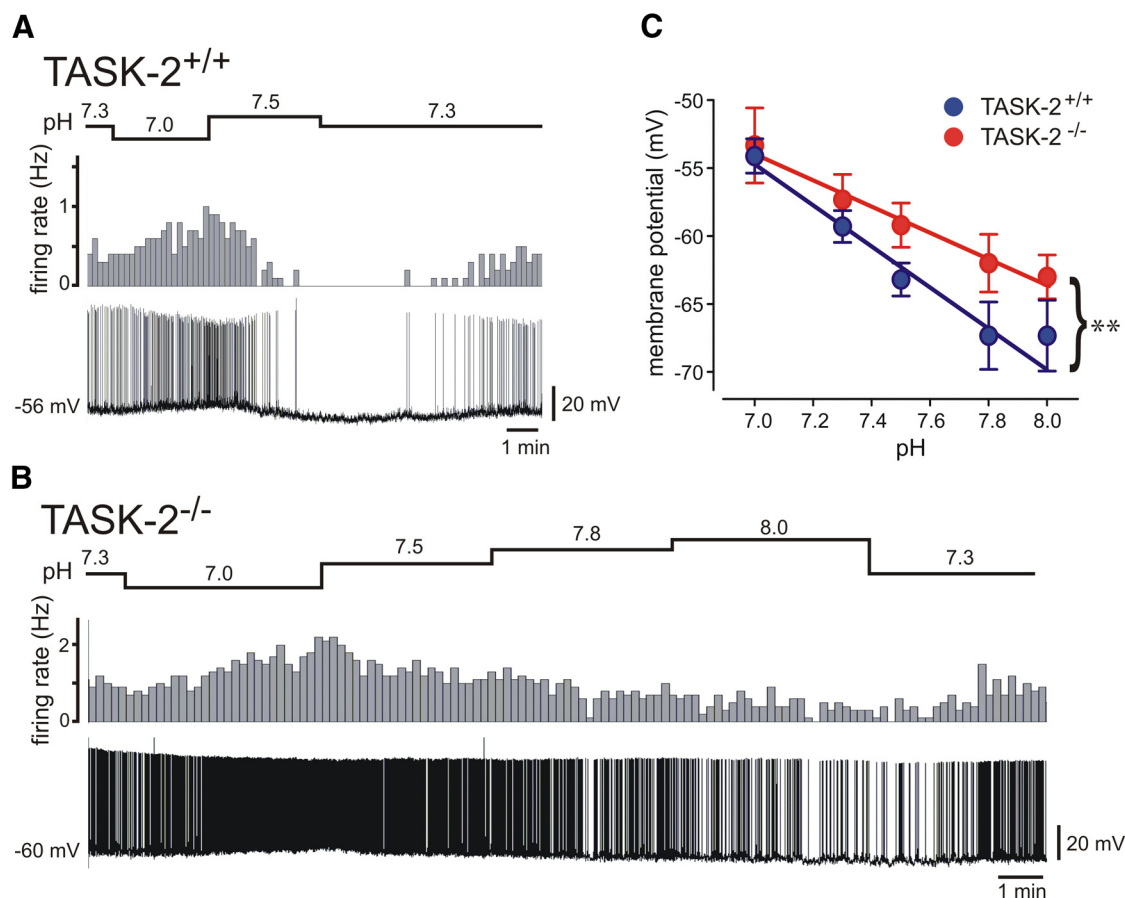 A
TASK-2+/+
pH 7.3 7.0 7.5 7.3
firing rate (Hz)
1
0
-56 mV
20 mV
1 min
B
TASK-2-/-
pH 7.3 7.0 7.5 7.8 8.0 7.3
firing rate (Hz)
2
0
-60 mV
20 mV
1 min
C
TASK-2+/+
TASK-2 -/-
membrane potential (mV)
-50
-55
-60
-65
-70
**
7.0 7.2 7.4 7.6 7.8 8.0
pH